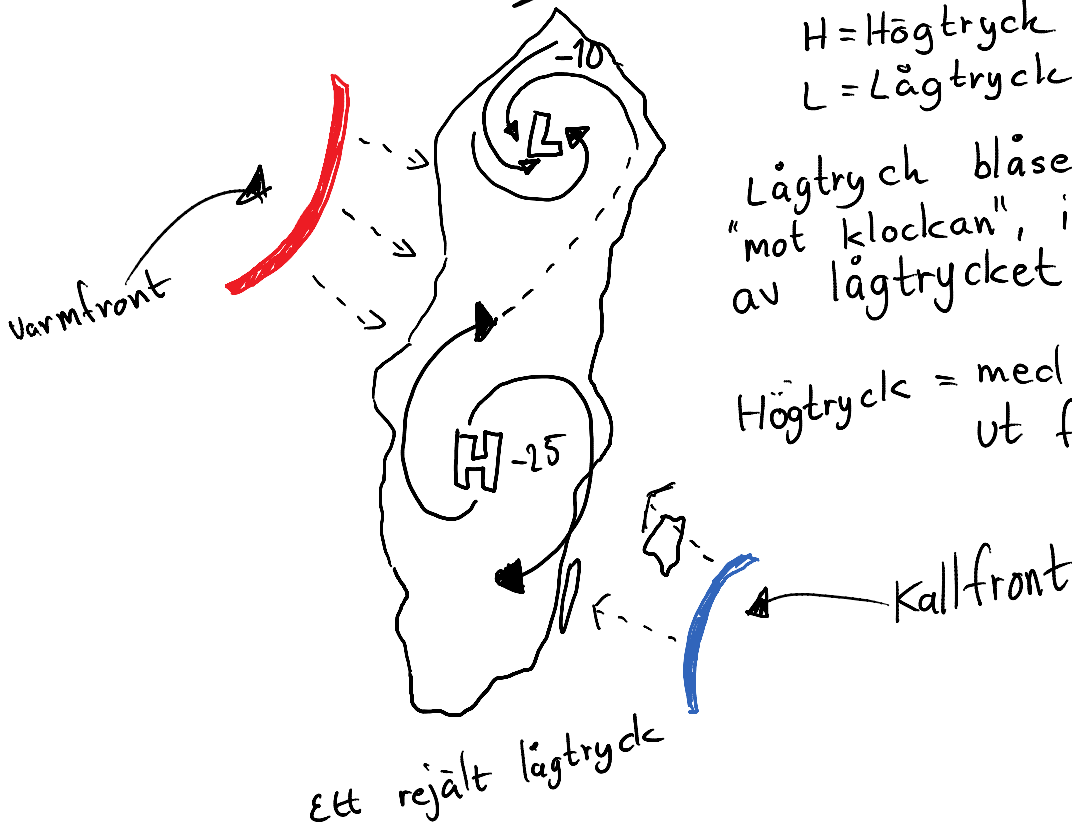 H = Högtryck
L = Lågtryck
-10
L
Lågtryck blåse
"mot klockan", i
av lågtrycket
varmfront
Högtryck = med
ut f
H -25
Kallfront
Ett rejält lågtryck